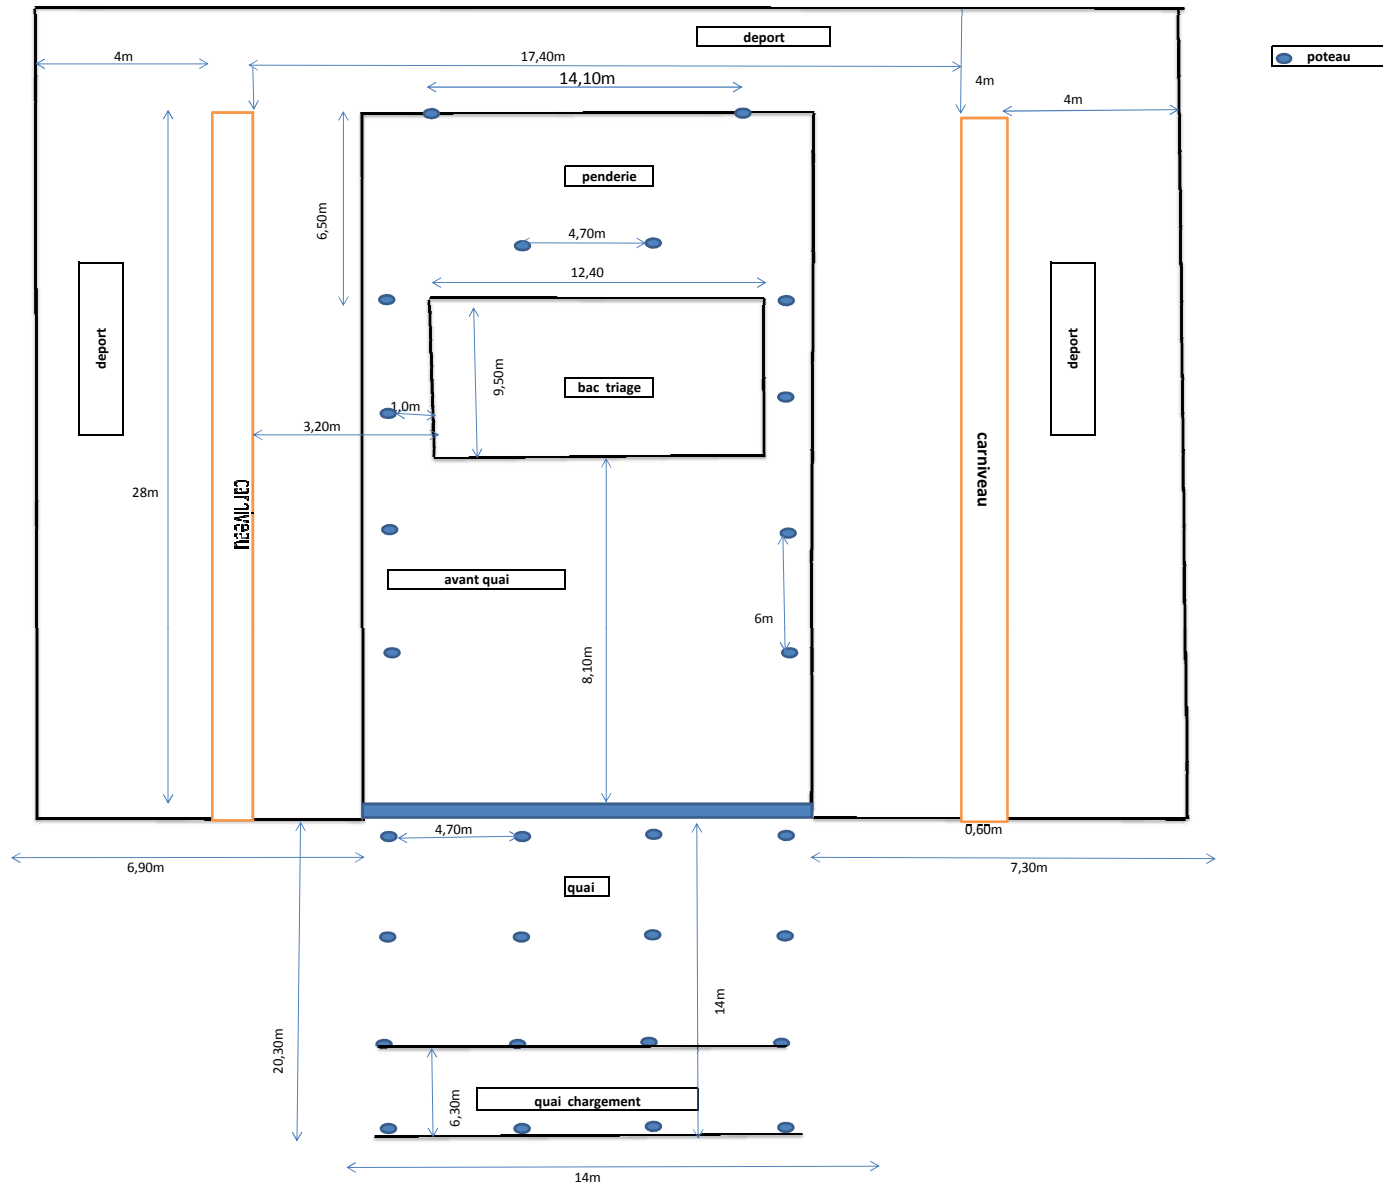 deport
poteau
4m
17,40m
14,10m
4m
4m
penderie
6,50m
4,70m
12,40
deport
deport
9,50m
bac triage
1,0m
3,20m
carniveau
28m
carniveau
avant quai
6m
8,10m
4,70m
0,60m
6,90m
7,30m
quai
14m
20,30m
6,30m
quai chargement
14m